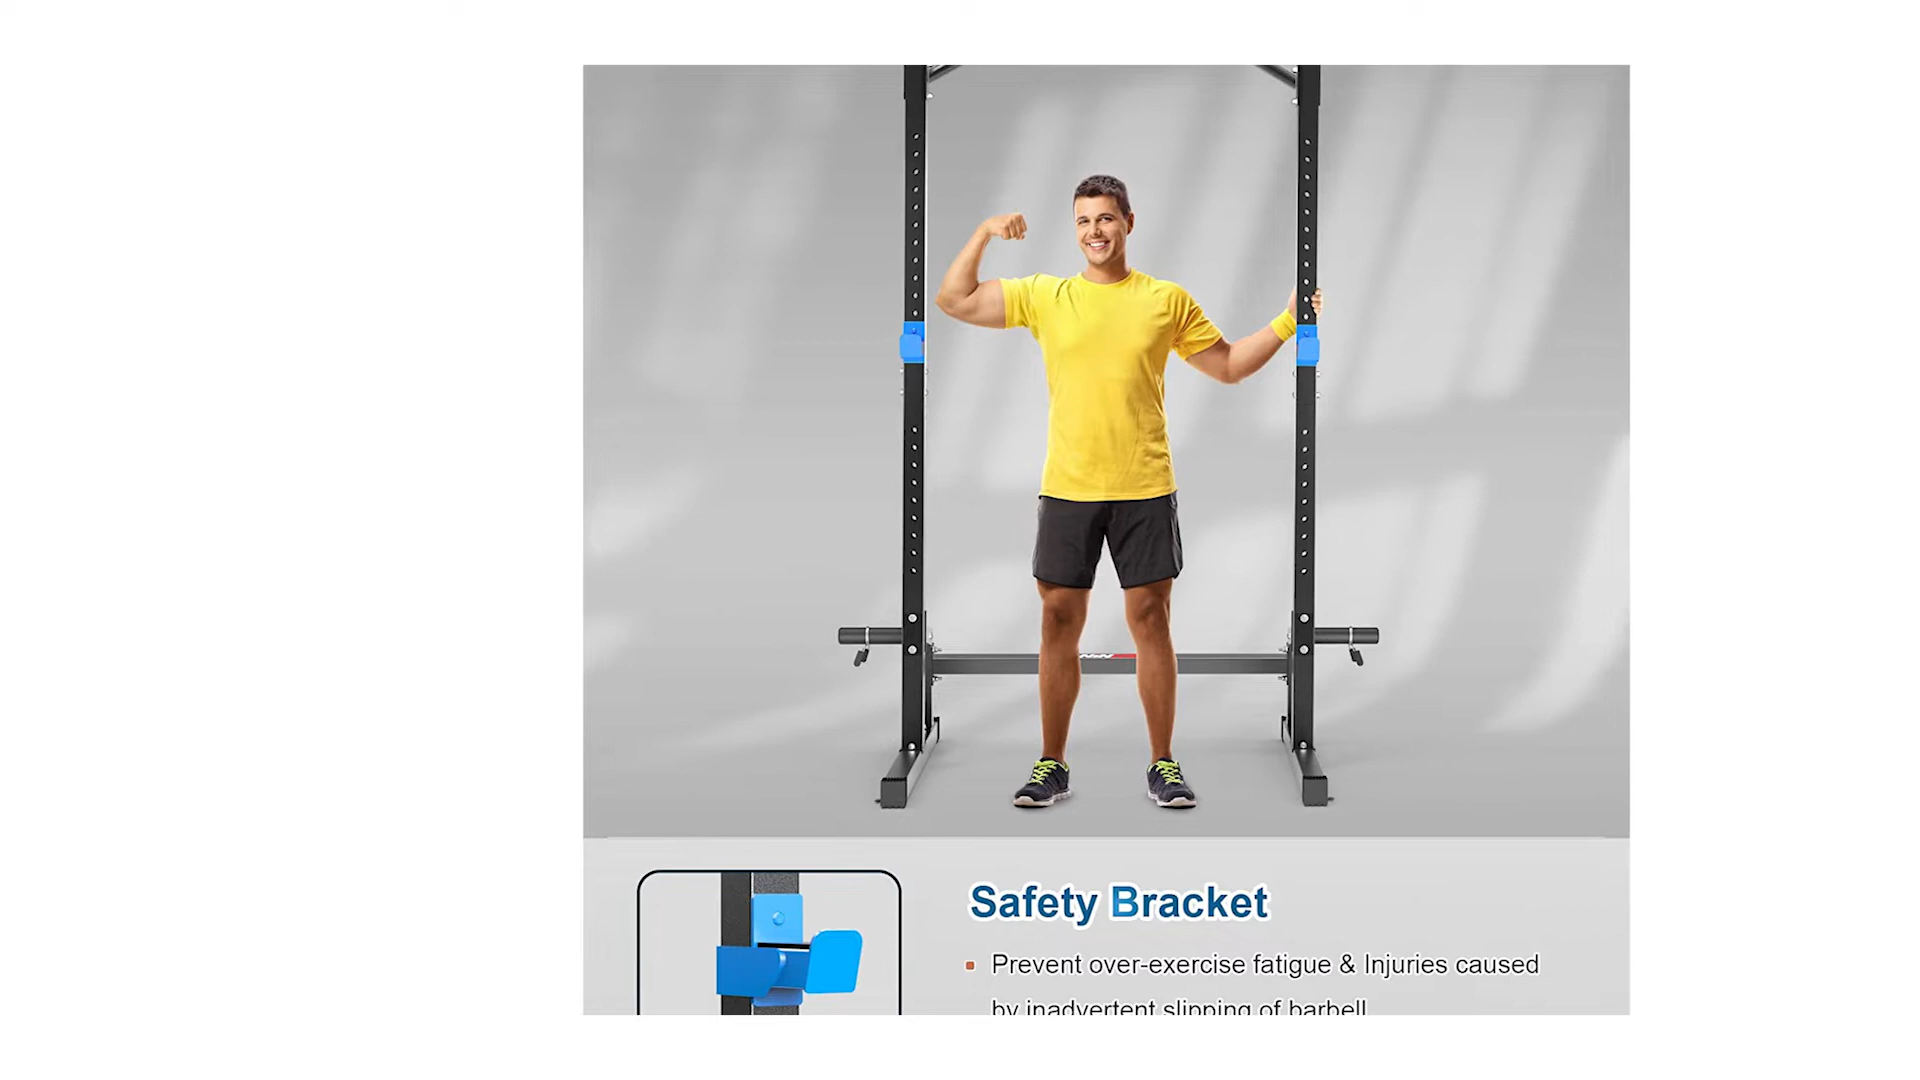 Safety Bracket
Prevent over-exercise fatigue & Injuries caused
by inadvertent slipping of barbell